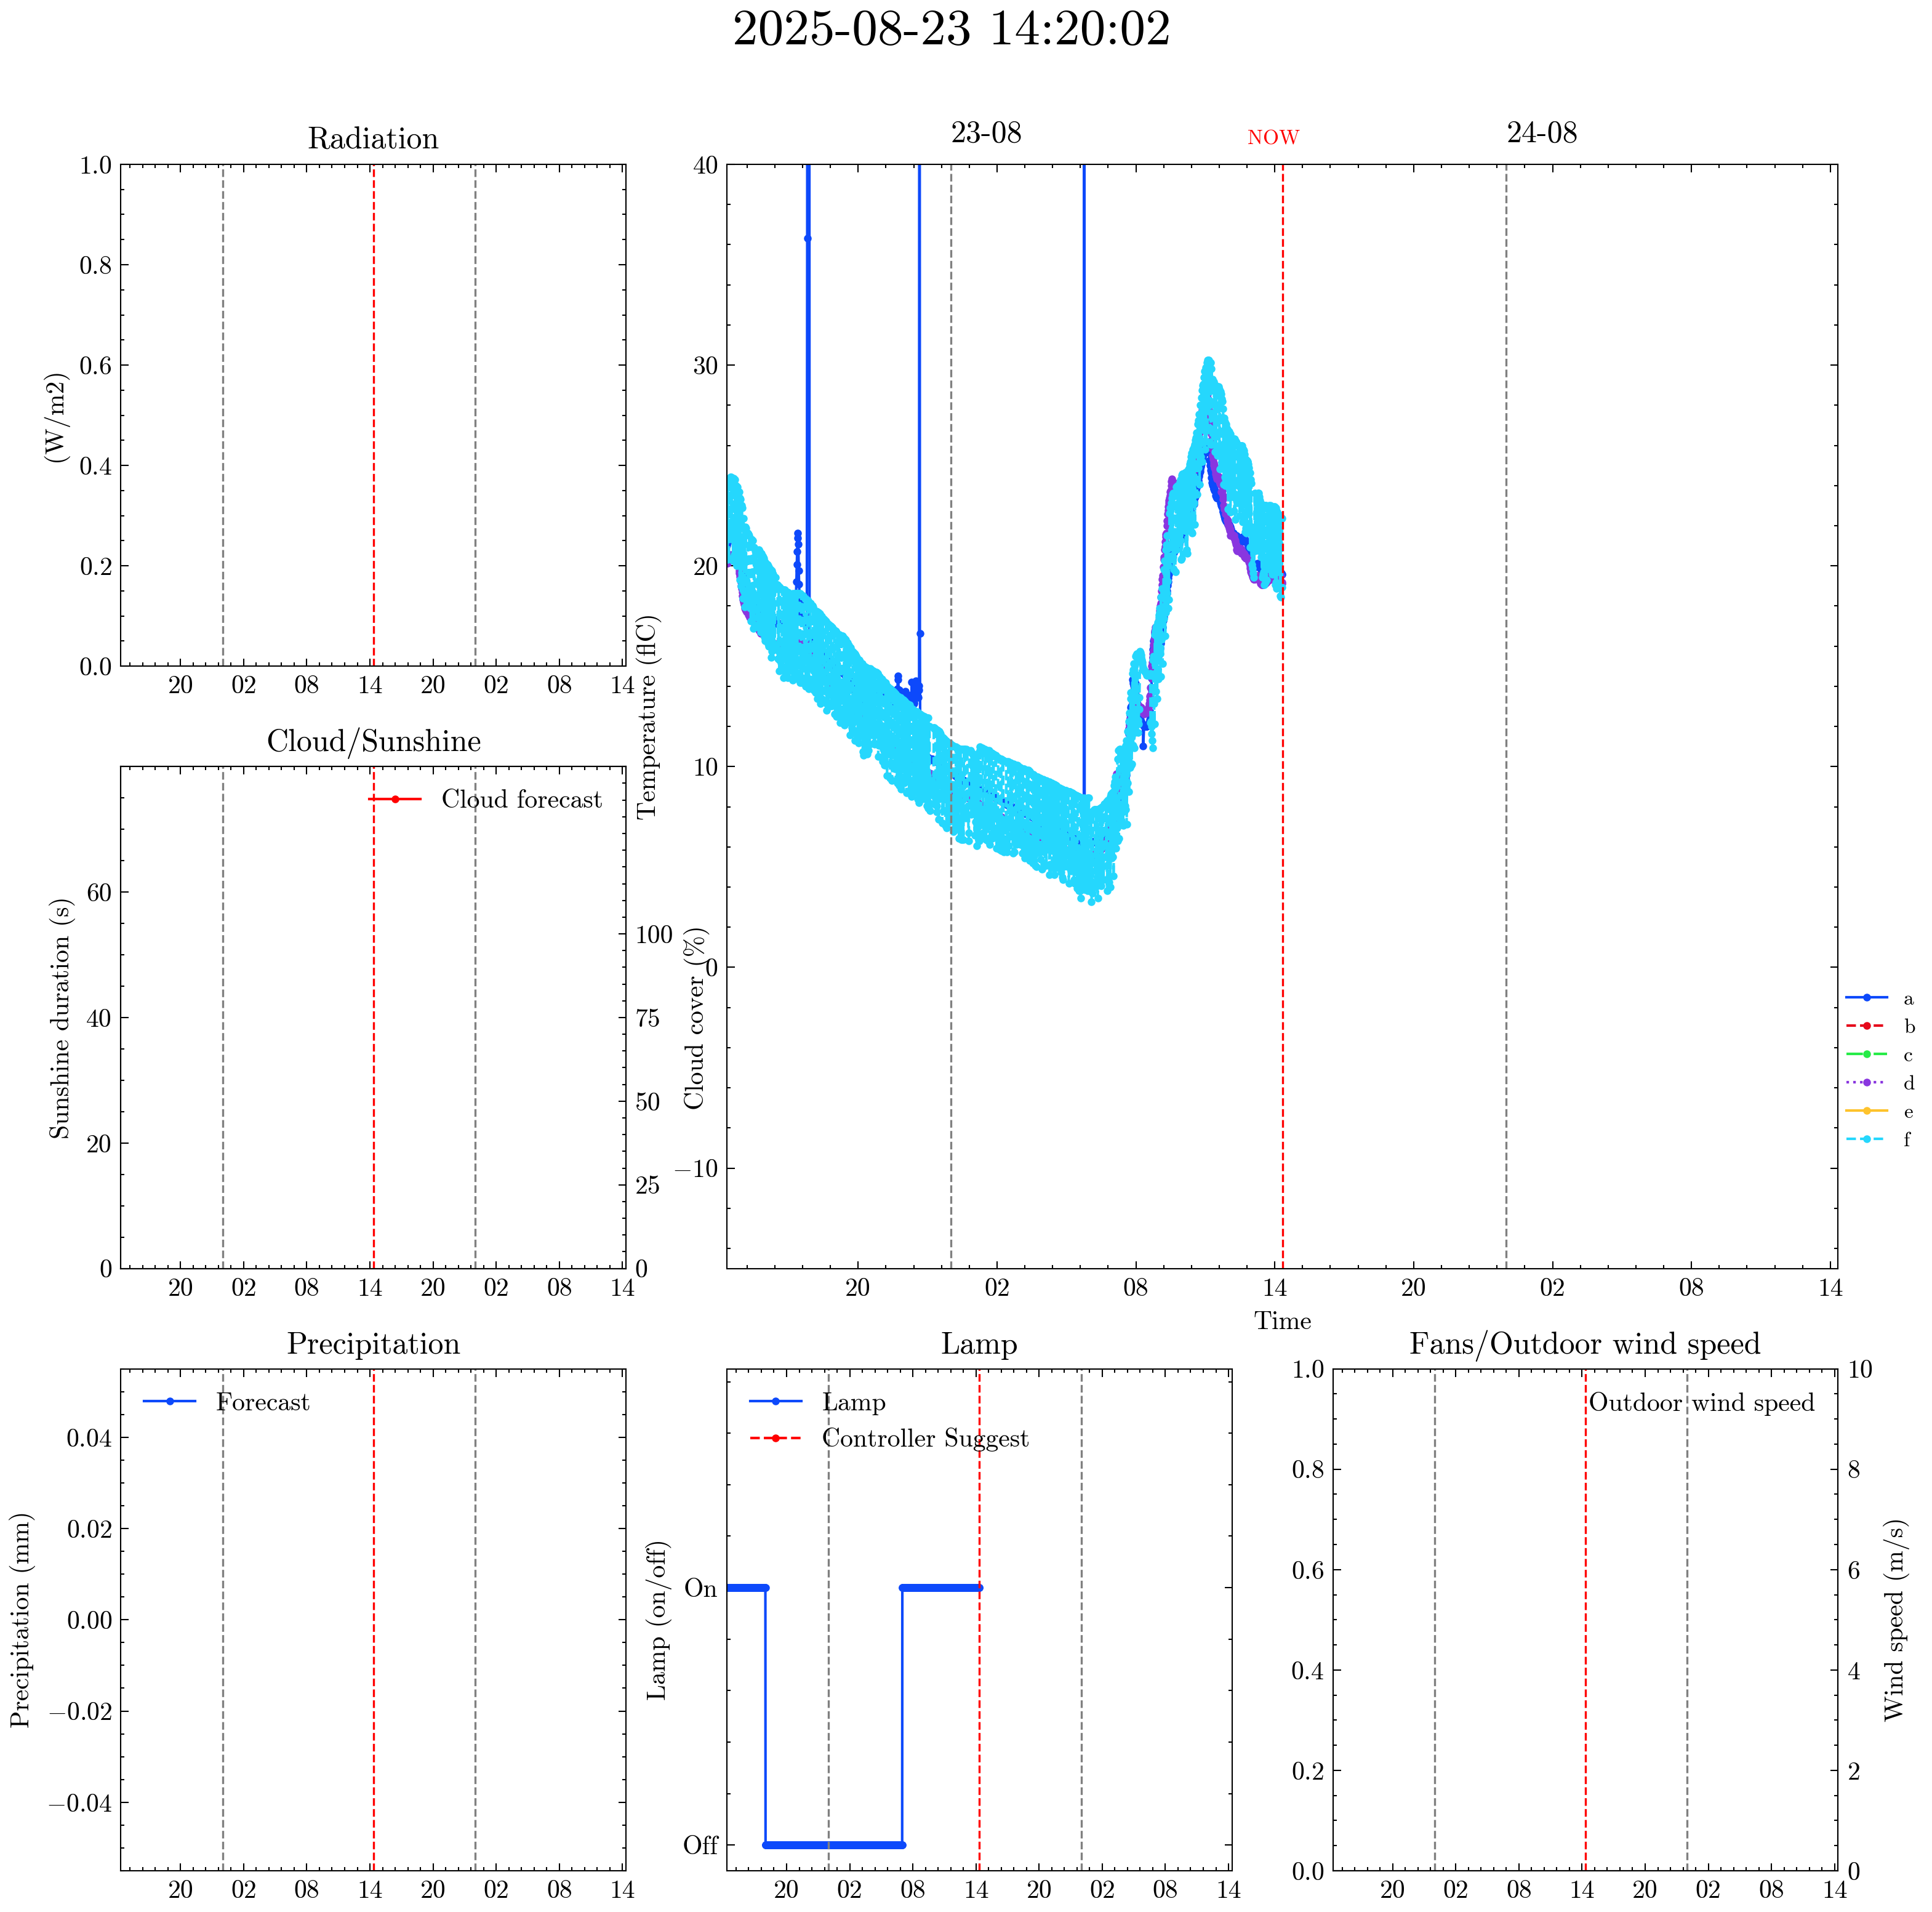 2025-08-23 14:20:02
Radiation
(W/m2)
1.0
0.8
0.6
0.4
0.2
0.0
20 02 08 14 20 02 08 14
23-08
NOW
24-08
Temperature (flC)
40
30
20
10
0
−10
20 02 08 14 20 02 08 14
Time
a
b
c
d
e
f
Cloud/Sunshine
Cloud forecast
Sunshine duration (s)
60
40
20
0
Cloud cover (%)
100
75
50
25
0
20 02 08 14 20 02 08 14
Precipitation
Forecast
Precipitation (mm)
0.04
0.02
0.00
−0.02
−0.04
20 02 08 14 20 02 08 14
Lamp
Lamp
Controller Suggest
Lamp (on/off)
On
Off
20 02 08 14 20 02 08 14
Fans/Outdoor wind speed
Outdoor wind speed
1.0
0.8
0.6
0.4
0.2
0.0
Wind speed (m/s)
10
8
6
4
2
0
20 02 08 14 20 02 08 14